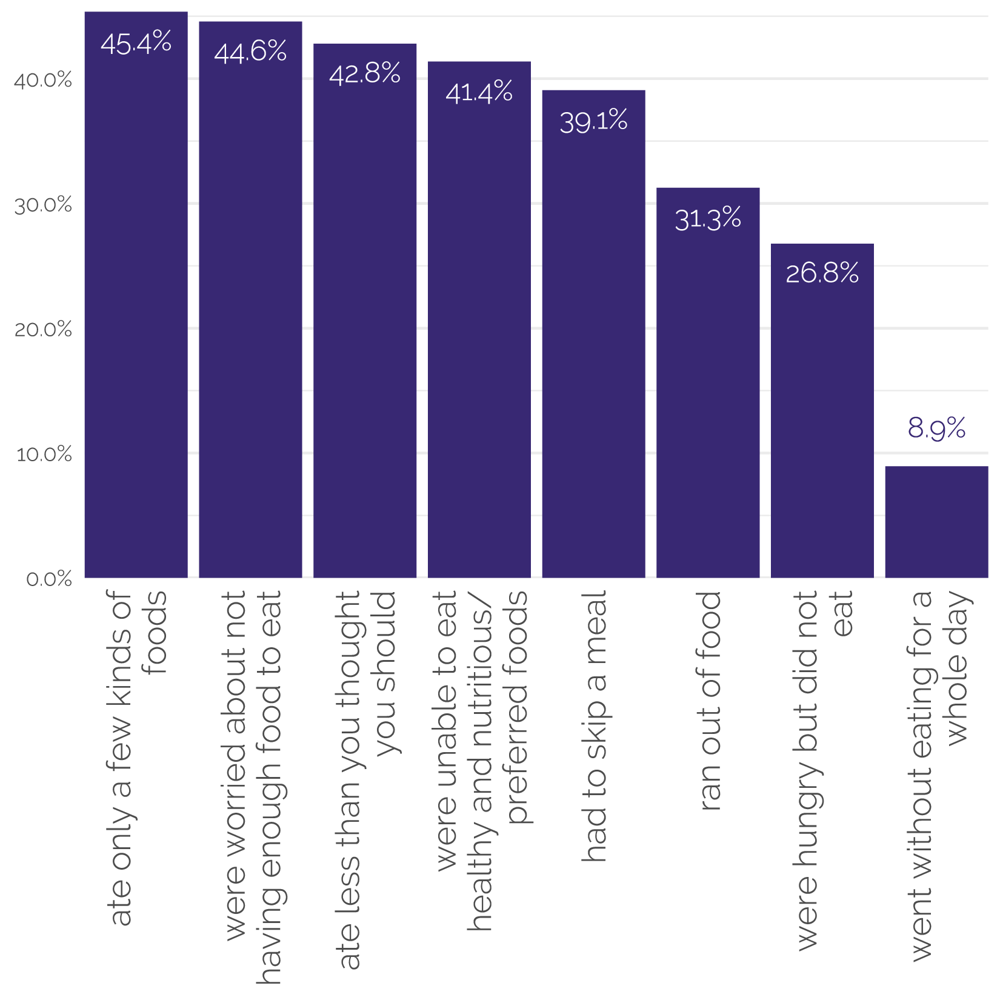 45.4%
44.6%
42.8%
41.4%
39.1%
31.3%
26.8%
8.9%
40.0%
30.0%
20.0%
10.0%
0.0%
ate only a few kinds of
foods
were worried about not
having enough food to eat
ate less than you thought
you should
were unable to eat
healthy and nutritious/
preferred foods
had to skip a meal
ran out of food
were hungry but did not
eat
went without eating for a
whole day